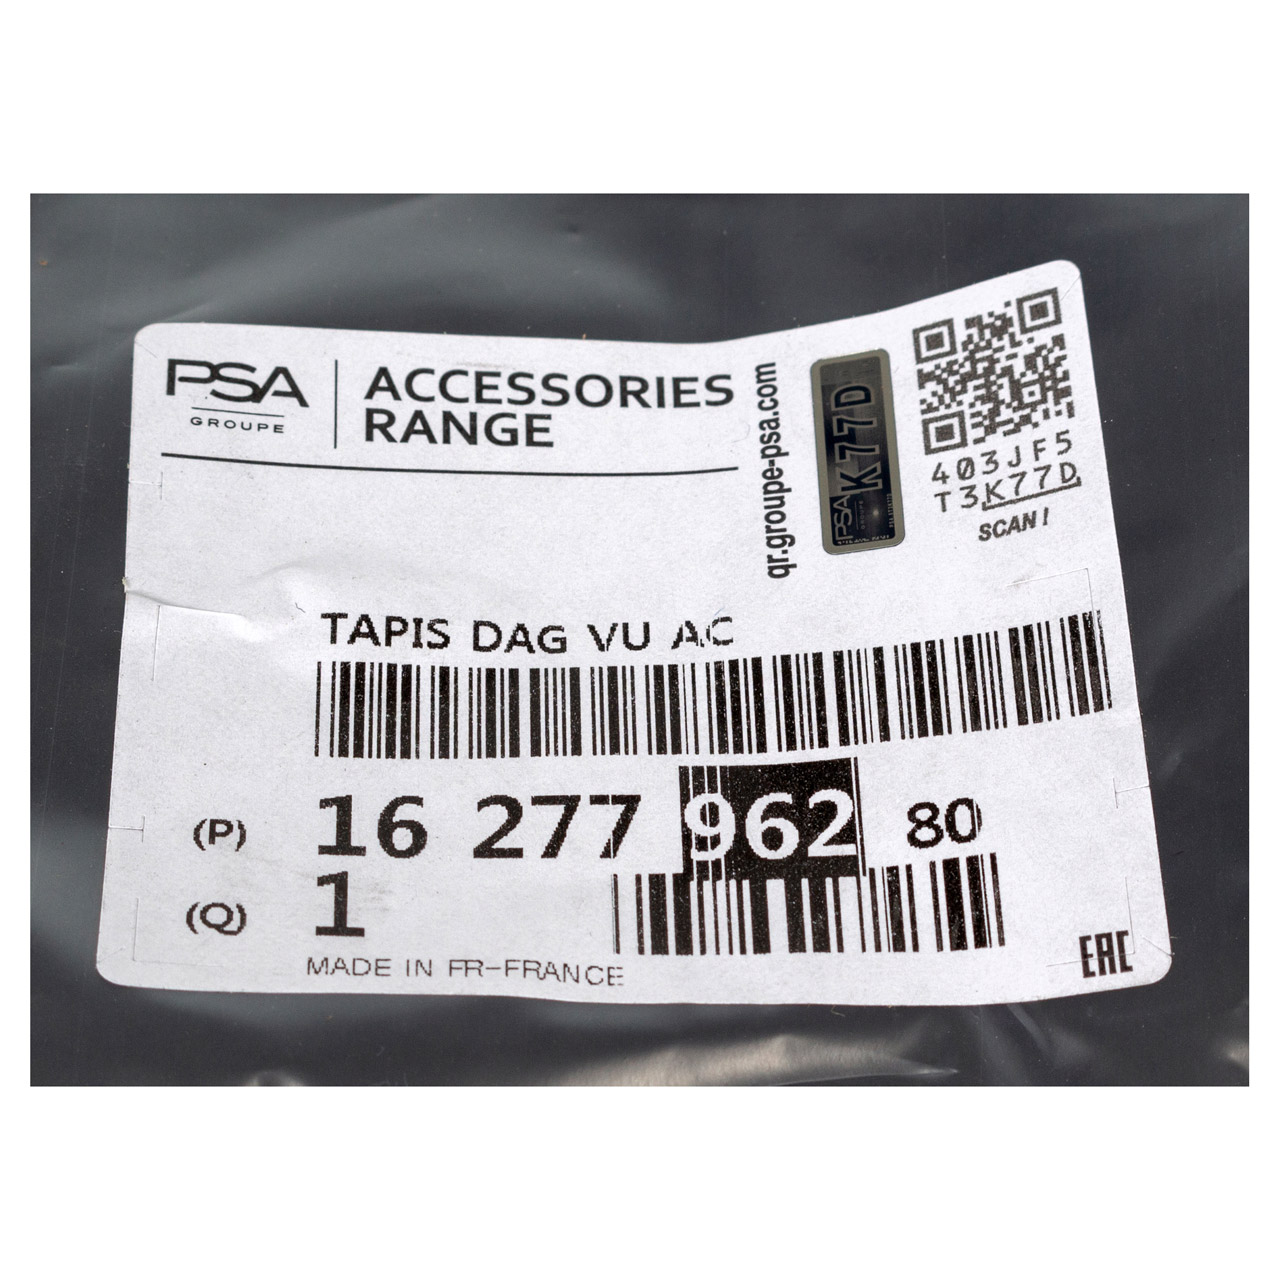 PSA
GROUPE
ACCESSORIES
RANGE
qr.groupe-psa.com
K77D
PSA
GROUPE
403JF5
T3K77D
SCAN!
TAPIS DAG VU AC
(P) 16 277 962 80
(Q) 1
MADE IN FR-FRANCE
EAC